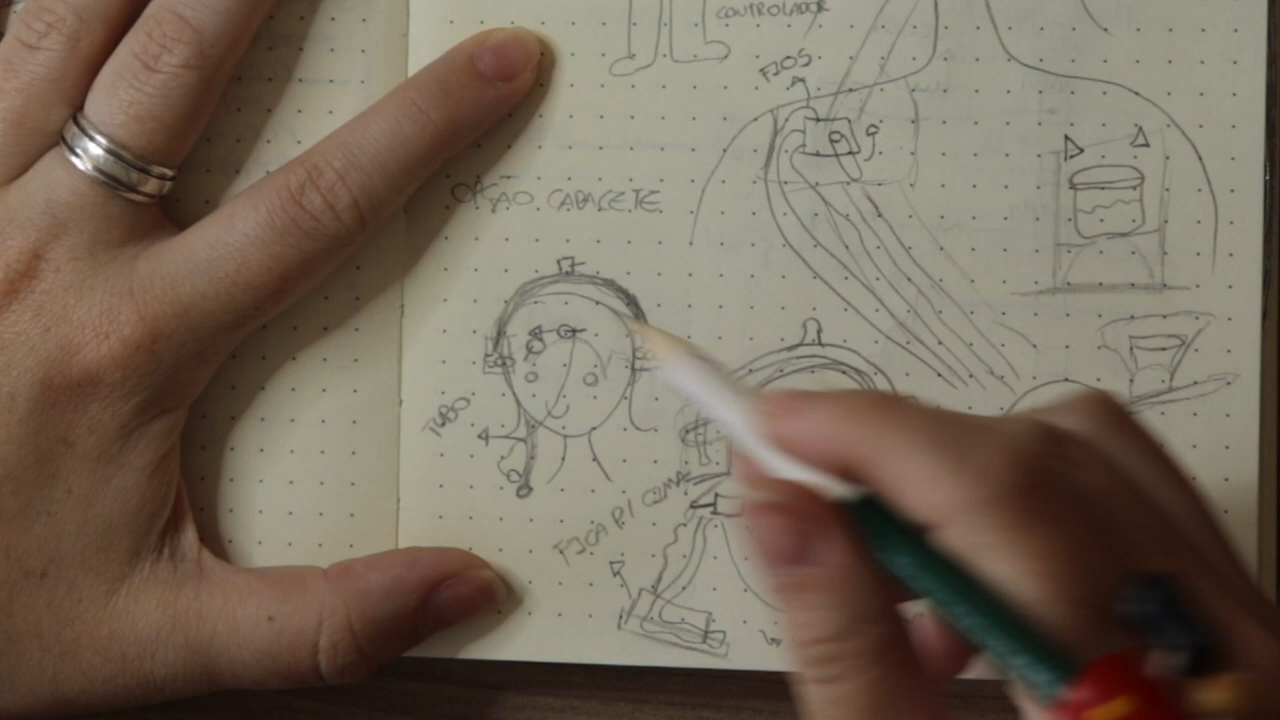 CONTROLADOR
FIOS
OPÇÃO CAPACETE
TUBO
FICA P/ CIMA